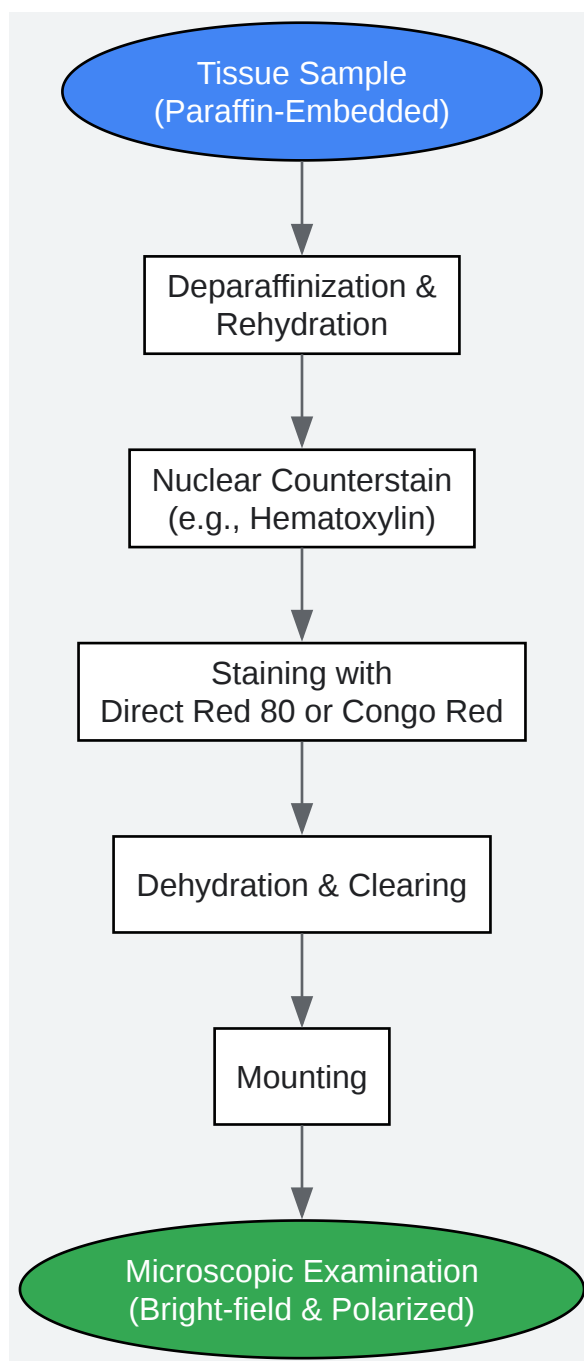 Tissue Sample
(Paraffin-Embedded)
Deparaffinization &
Rehydration
Nuclear Counterstain
(e.g., Hematoxylin)
Staining with
Direct Red 80 or Congo Red
Dehydration & Clearing
Mounting
Microscopic Examination
(Bright-field & Polarized)